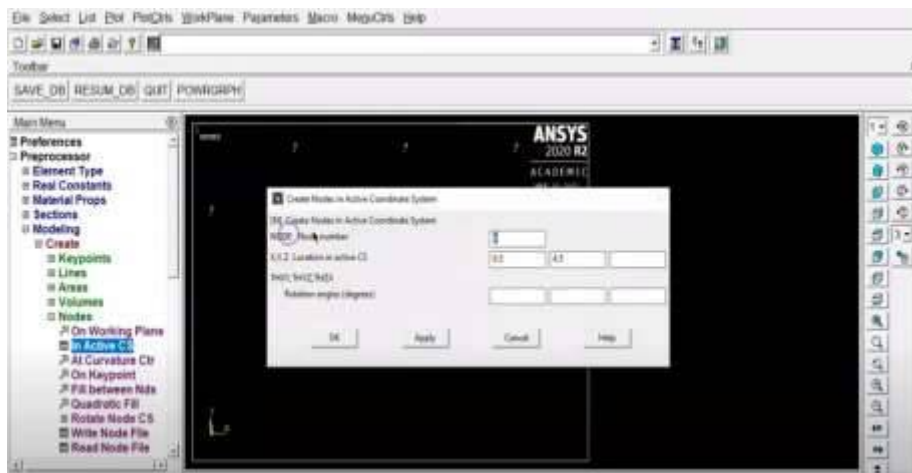 File Select List Plot PlotCtrls WorkPlane Parameters Macro MenuCtrls Help
Toolbar
SAVE_DB RESUM_DB QUIT POWRGRPH
Main Menu
Preferences
Preprocessor
Element Type
Real Constants
Material Props
Sections
Modeling
Create
Keypoints
Lines
Areas
Volumes
Nodes
On Working Plane
In Active CS
At Curvature Ctr
On Keypoint
Fill between Nds
Quadratic Fill
Rotate Node CS
Write Node File
Read Node File
NODES
ANSYS
2020 R2
ACADEMIC
Create Nodes in Active Coordinate System
Create Nodes in Active Coordinate System
NODE Node number
X,Y,Z Location in active CS
Rotation angles (degrees)
OK Apply Cancel Help